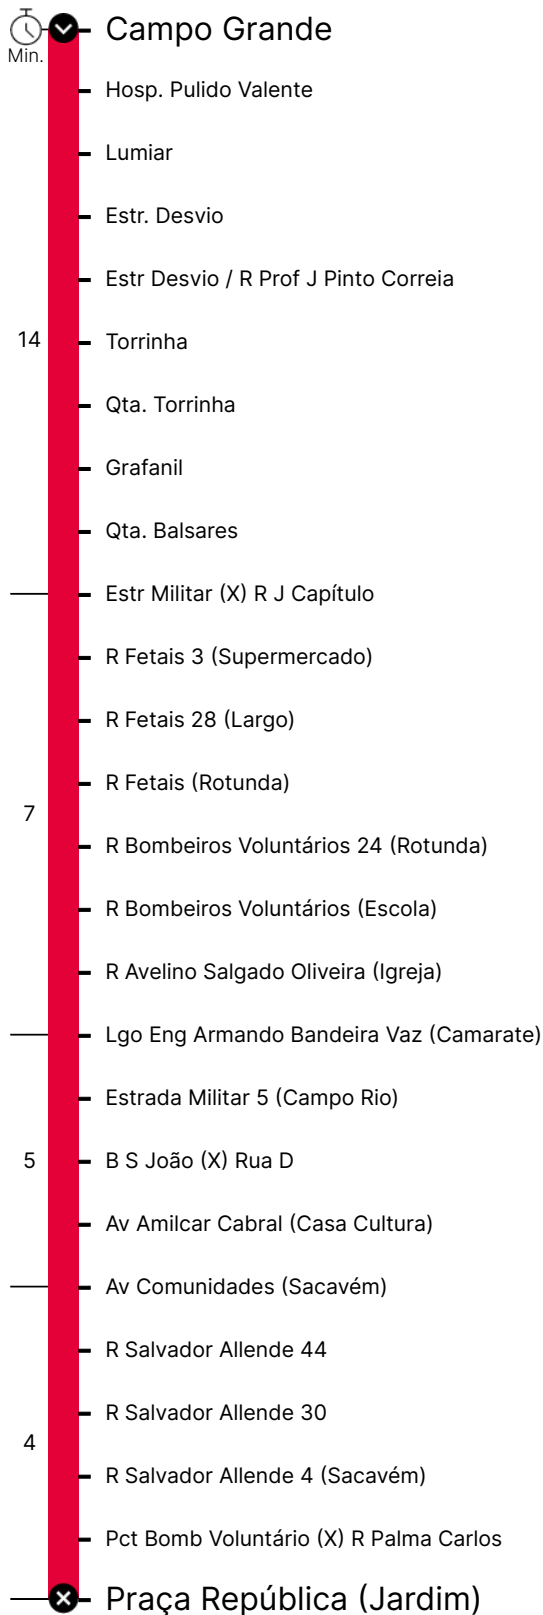 Campo Grande
Min.
Hosp. Pulido Valente
Lumiar
Estr. Desvio
Estr Desvio / R Prof J Pinto Correia
14 Torrinha
Qta. Torrinha
Grafanil
Qta. Balsares
Estr Militar (X) R J Capítulo
R Fetais 3 (Supermercado)
R Fetais 28 (Largo)
R Fetais (Rotunda)
7
R Bombeiros Voluntários 24 (Rotunda)
R Bombeiros Voluntários (Escola)
R Avelino Salgado Oliveira (Igreja)
Lgo Eng Armando Bandeira Vaz (Camarate)
Estrada Militar 5 (Campo Rio)
5 B S João (X) Rua D
Av Amilcar Cabral (Casa Cultura)
Av Comunidades (Sacavém)
R Salvador Allende 44
R Salvador Allende 30
4
R Salvador Allende 4 (Sacavém)
Pct Bomb Voluntário (X) R Palma Carlos
Praça República (Jardim)